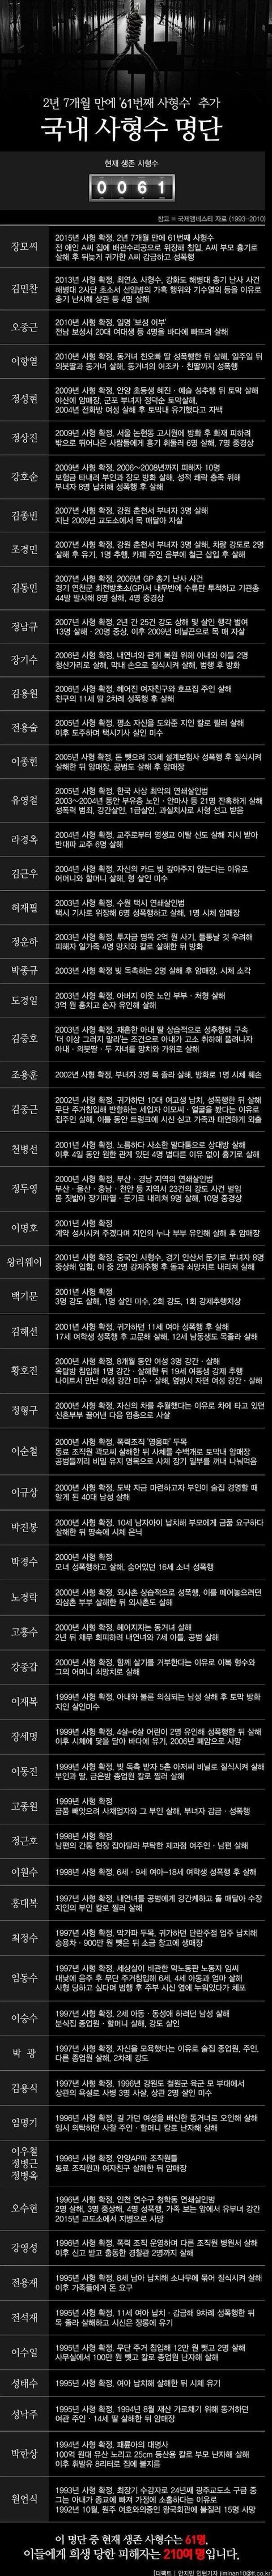 2년 7개월 만에 '61번째 사형수' 추가
국내 사형수 명단
현재 생존 사형수
0 0 6 1
참고 = 국제앰네스티 자료 (1993~2010)
장모씨
2015년 사형 확정, 2년 7개월 만에 61번째 사형수
전 애인 A씨 집에 배관수리공으로 위장해 침입, A씨 부모 흉기로
살해 후 뒤늦게 귀가한 A씨 감금하고 성폭행
김민찬
2013년 사형 확정, 최연소 사형수, 강화도 해병대 총기 난사 사건
해병대 2사단 초소서 선임병의 가혹 행위와 기수열외 등을 이유로
총기 난사해 상관 등 4명 살해
오종근
2010년 사형 확정, 일명 '보성 어부'
전남 보성서 20대 여대생 등 4명을 바다에 빠뜨려 살해
이항열
2010년 사형 확정, 동거녀 친오빠 딸 성폭행한 뒤 살해, 일주일 뒤
의붓딸과 동거녀 살해, 동거녀의 여조카·친딸까지 성폭행
정성현
2009년 사형 확정, 안양 초등생 혜진·예슬 성추행 뒤 토막 살해
야산에 암매장, 군포 부녀자 정덕순 토막살해,
2004년 전화방 여성 살해 후 토막내 유기했다고 자백
정상진
2009년 사형 확정, 서울 논현동 고시원에 방화 후 화재 피하려
밖으로 뛰어나온 사람들에게 흉기 휘둘러 6명 살해, 7명 중경상
강호순
2009년 사형 확정, 2006~2008년까지 피해자 10명
보험금 타내려 부인과 장모 방화 살해, 성적 쾌락 충족 위해
부녀자 8명 납치해 성폭행 후 살해
김종빈
2007년 사형 확정, 강원 춘천서 부녀자 3명 살해
지난 2009년 교도소에서 목 매달아 자살
조경민
2007년 사형 확정, 강원 춘천서 부녀자 3명 살해, 차량 강도로 2명
살해 후 유기, 1명 추행, 카페 주인 음부에 철근 삽입 후 살해
김동민
2007년 사형 확정, 2006년 GP 총기 난사 사건
경기 연천군 최전방초소(GP)서 내무반에 수류탄 투척하고 기관총
44발 발사해 8명 살해, 4명 중경상
정남규
2007년 사형 확정, 2년 간 25건 강도 상해 및 살인 행각 벌여
13명 살해·20명 중상, 이후 2009년 비닐끈으로 목 매 자살
장기수
2006년 사형 확정, 내연녀와 관계 복원 위해 아내와 아들 2명
청산가리로 살해, 막내 손으로 질식시켜 살해, 범행 후 방화
김용원
2006년 사형 확정, 헤어진 여자친구와 호프집 주인 살해
친구의 11세 딸 2차례 성폭행 후 살해
전용술
2005년 사형 확정, 평소 자신을 도와준 지인 칼로 찔러 살해
이후 도주하며 택시기사 살인 미수
이종현
2005년 사형 확정, 돈 뺏으려 33세 설계보험사 성폭행 후 질식시켜
살해한 뒤 암매장, 공범도 살해 후 암매장
유영철
2005년 사형 확정, 한국 사상 최악의 연쇄살인범
2003~2004년 동안 부유층 노인·안마사 등 21명 잔혹하게 살해
성폭력 범죄, 강간살인, 1급살인, 과실치사로 사형 선고 받음
라경옥
2004년 사형 확정, 교주로부터 영생교 이탈 신도 살해 지시 받아
반대파 교주 6명 살해
김근우
2004년 사형 확정, 자신의 카드 빚 갚아주지 않는다는 이유로
어머니와 할머니 살해, 형 살인 미수
허재필
2003년 사형 확정, 수원 택시 연쇄살인범
택시 기사로 위장해 6명 성폭행하고 살해, 1명 시체 암매장
정운하
2003년 사형 확정, 투자금 명목 2억 원 사기, 들통날 것 우려해
피해자 일가족 4명 망치와 칼로 살해한 뒤 방화
박종규
2003년 사형 확정 빚 독촉하는 2명 살해 후 암매장, 시체 소각
도경일
2003년 사형 확정, 아버지 이웃 노인 부부·처형 살해
3억 원 훔치고 손자 유인해 살해
김중호
2003년 사형 확정, 재혼한 아내 딸 상습적으로 성추행해 구속
'더 이상 그러지 말라'는 조건으로 아내가 고소 취하해 풀려나자
아내·의붓딸·두 자녀를 망치와 가위로 살해
조용훈
2002년 사형 확정, 부녀자 3명 목 졸라 살해, 방화로 1명 시체 훼손
김종근
2002년 사형 확정, 귀가하던 10대 여고생 납치, 성폭행한 뒤 살해
무단 주거침입해 반항하는 세입자 이모씨·얼굴을 봤다는 이유로
집주인 살해, 이틀 동안 트렁크에 시신 싣고 가족과 태연하게 외출
천병선
2001년 사형 확정, 노름하다 사소한 말다툼으로 상대방 살해
이후 4일 동안 원한 관계 있던 4명 별다른 이유 없이 흉기로 살해
정두영
2000년 사형 확정, 부산·경남 지역의 연쇄살인범
부산·울산·충남·천안 등 지역서 23건의 강도 사건 벌임
몸 짓밟아 장기파열·둔기로 내리쳐 9명 살해, 10명 중경상
이명호
2001년 사형 확정
계약 성사시켜 주겠다며 지인의 누나 부부 유인해 살해 후 암매장
왕리웨이
2001년 사형 확정, 중국인 사형수, 경기 안산서 둔기로 부녀자 8명
중상해 입힘, 이 중 2명 강제추행 후 돌과 쇠망치로 내리쳐 살해
백기문
2001년 사형 확정
3명 강도 살해, 1명 살인 미수, 2회 강도, 1회 강제추행치상
김해선
2001년 사형 확정, 귀가하던 11세 여아 성폭행 후 살해
17세 여학생 성폭행 후 고문해 살해, 12세 남동생도 목졸라 살해
황호진
2000년 사형 확정, 8개월 동안 여성 3명 강간·살해
옥탑방 침입해 1명 강간·살해한 뒤 19세 여동생 강제 추행
나이트서 만난 여성 강간 미수·살해, 옆방서 자던 여성 강간·살해
정형구
2000년 사형 확정, 자신의 차를 추월했다는 이유로 차에 타고 있던
신혼부부 끌어낸 다음 엽총으로 사살
이순철
2000년 사형 확정, 폭력조직 '영웅파' 두목
동료 조직원 곽모씨 살해한 뒤 사체를 수백개로 토막내 암매장
공범들끼리 비밀 유지 명목으로 사체 장기 일부를 꺼내 나눠먹음
이규상
2000년 사형 확정, 도박 자금 마련하고자 부인이 술집 경영할 때
알게 된 40대 남성 살해
박진봉
2000년 사형 확정, 10세 남자아이 납치해 부모에게 금품 요구하다
살해한 뒤 땅속에 시체 은닉
박경수
2000년 사형 확정
모녀 성폭행하고 살해, 숨어있던 16세 소녀 성폭행
노경락
2000년 사형 확정, 외사촌 상습적으로 성폭행, 이를 떼어놓으려던
외삼촌 부부 살해한 뒤 외사촌도 살해
고홍수
2000년 사형 확정, 헤어지자는 동거녀 살해
2년 뒤 채무 회피하려 내연녀와 7세 아들, 공범 살해
강종갑
2000년 사형 확정, 함께 살기를 거부한다는 이유로 이복 형수와
그의 어머니 쇠망치로 살해
이재복
1999년 사형 확정, 아내와 불륜 의심되는 남성 살해 후 토막 방화
지인 살인미수
장세명
1999년 사형 확정, 4살~6살 어린이 2명 유인해 성폭행한 뒤 살해
이후 시체에 돌을 달아 바다에 유기, 2006년 폐암으로 사망
이동진
1999년 사형 확정, 빚 독촉 받자 5촌 아저씨 비닐로 질식시켜 살해
부인과 딸, 금은방 종업원 칼로 찔러 살해
고종원
1999년 사형 확정
금품 빼앗으려 사채업자와 그 부인 살해, 부녀자 감금·성폭행
정근호
1998년 사형 확정
남편의 간통 현장 잡아달라 부탁한 제과점 여주인·남편 살해
이원수
1998년 사형 확정, 6세·9세 여아~18세 여학생 성폭행 후 살해
홍대복
1997년 사형 확정, 내연녀를 공범에게 강간케하고 돌 매달아 수장
지인의 부인 칼로 찔러 살해
최정수
1997년 사형 확정, 막가파 두목, 귀가하던 단란주점 업주 납치해
승용차·900만 원 뺏은 뒤 소금 창고에 생매장
임동수
1997년 사형 확정, 세상살이 비관한 막노동꾼 노동자 임씨
대낮에 음주 후 무단 주거침입해 6세, 4세 아동과 엄마 살해
사형 당하고 싶다며 범행 후 주부 시신 옆에 누워있다가 체포
이승수
1997년 사형 확정, 2세 아동·동성애 하려던 남성 살해
분식집 종업원·할머니 살해, 강도 살인
박 광
1997년 사형 확정, 자신을 모욕했다는 이유로 술집 종업원, 주인,
다른 종업원 살해, 2차례 강도
김용식
1997년 사형 확정, 1996년 강원도 철원군 육군 모 부대에서
상관의 욕설로 사병 3명 사살, 상관 2명 살인 미수
임명기
1996년 사형 확정, 길 가던 여성을 배신한 동거녀로 오인해 살해
임시 의탁하던 사찰 주인·할머니 칼로 난자해 살해
이우철
정병근
정병옥
1996년 사형 확정, 안양AP파 조직원들
동료 조직원과 여자친구 살해한 뒤 암매장
오수현
1996년 사형 확정, 인천 연수구 청학동 연쇄살인범
2명 살해, 3명 중상해, 4명 성폭행, 가족 보는 앞에서 유부녀 강간
2015년 교도소에서 지병으로 사망
강영성
1996년 사형 확정, 폭력 조직 운영하며 다른 조직원 병원서 살해
이후 신고 받고 출동한 경찰관 2명까지 살해
전용재
1995년 사형 확정, 8세 남아 납치해 소나무에 묶어 질식시켜 살해
이후 가족들에게 돈 요구
전석재
1995년 사형 확정, 11세 여아 납치·감금해 9차례 성폭행한 뒤
목 졸라 살해하고 시신은 장롱에 유기
이수일
1995년 사형 확정, 무단 주거 침입해 12만 원 뺏고 2명 살해
사무실에서 100만 원 뺏고 칼로 종업원 난자해 살해
성태수
1995년 사형 확정, 여아 납치해 살해한 뒤 시체 유기
성낙주
1995년 사형 확정, 1994년 8월 재산 가로채기 위해 동거하던
여관 주인·14세 딸 살해한 뒤 암매장
박한상
1994년 사형 확정, 패륜아의 대명사
100억 원대 유산 노리고 25cm 등산용 칼로 부모 난자해 살해
이후 휘발유 8리터로 집에 불지름
원언식
1993년 사형 확정, 최장기 수감자로 24년째 광주교도소 구금 중
그는 아내가 종교에 빠져 가정에 소홀하다는 이유로
1992년 10월, 원주 여호와의증인 왕국회관에 불질러 15명 사망
이 명단 중 현재 생존 사형수는 61명,
이들에게 희생 당한 피해자는 210여 명입니다.
[더팩트 | 안지민 인턴기자 jiminan10@tf.co.kr]